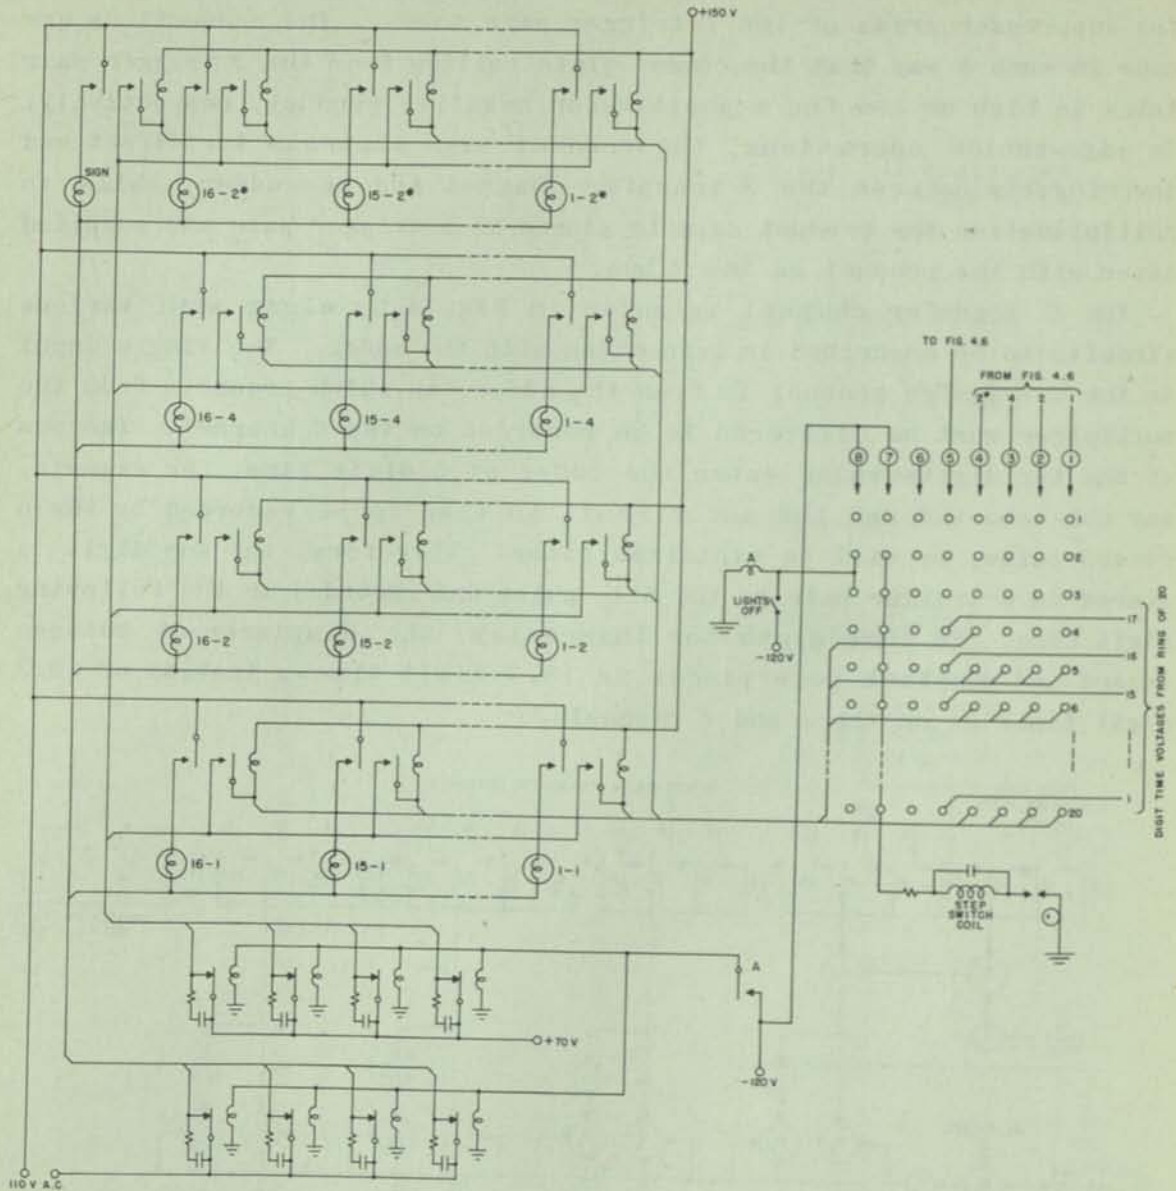 +150 V
SIGN
16-2*
15-2*
1-2*
16-4
15-4
1-4
16-2
15-2
1-2
16-1
15-1
1-1
TO FIG. 4.6
FROM FIG. 4.6
2* 4 2 1
8 7 6 5 4 3 2 1
1
2
3
4
5
6
20
17
16
15
1
DIGIT TIME VOLTAGES FROM RING OF 20
A
LIGHTS
OFF
-120V
STEP
SWITCH
COIL
A
+70V
-120V
110 V A.C.